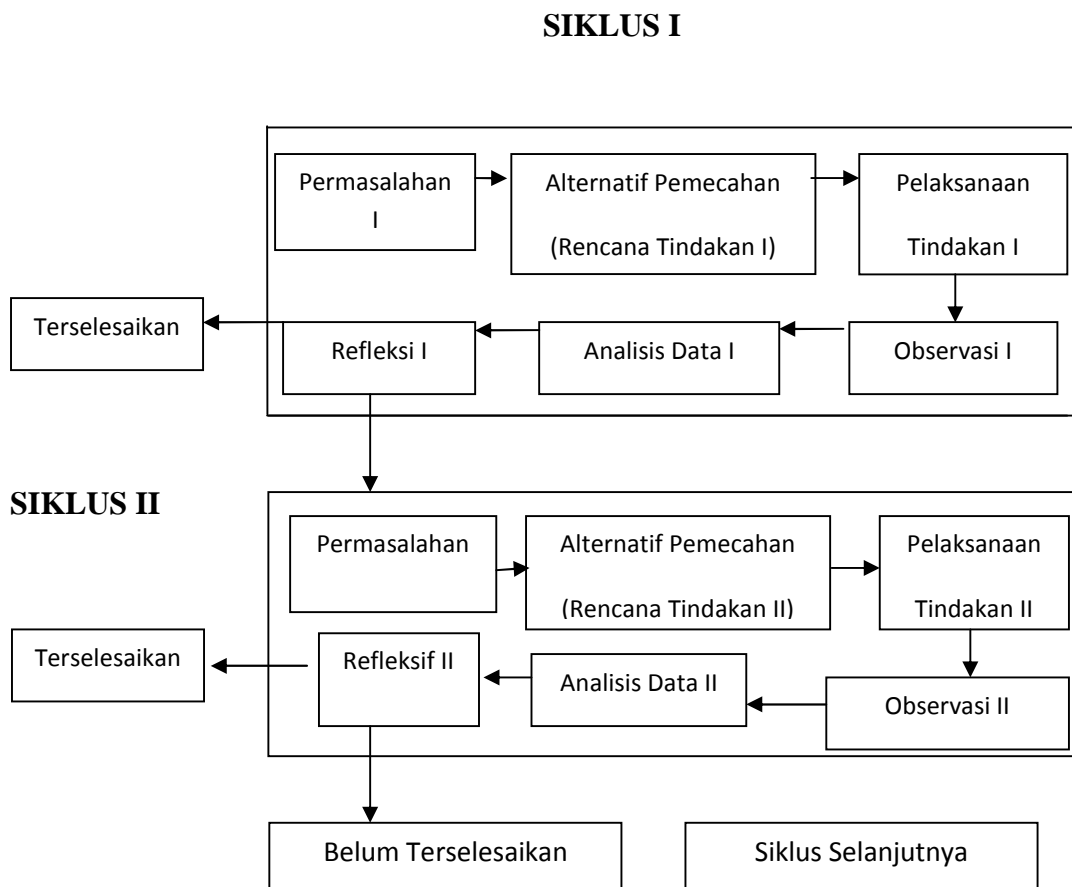 SIKLUS I
Permasalahan
I
Alternatif Pemecahan
(Rencana Tindakan I)
Pelaksanaan
Tindakan I
Terselesaikan
Refleksi I
Analisis Data I
Observasi I
SIKLUS II
Permasalahan
Alternatif Pemecahan
(Rencana Tindakan II)
Pelaksanaan
Tindakan II
Terselesaikan
Refleksif II
Analisis Data II
Observasi II
Belum Terselesaikan
Siklus Selanjutnya